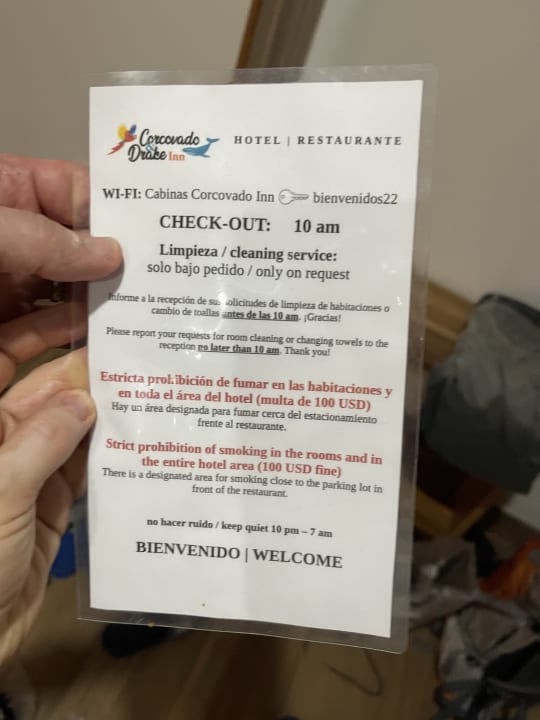 Corcovado
&
Drake Inn
HOTEL | RESTAURANTE
WI-FI: Cabinas Corcovado Inn bienvenidos22
CHECK-OUT: 10 am
Limpieza / cleaning service:
solo bajo pedido / only on request
Informe a la recepción de sus solicitudes de limpieza de habitaciones o
cambio de toallas antes de las 10 am. ¡Gracias!
Please report your requests for room cleaning or changing towels to the
reception no later than 10 am. Thank you!
Estricta prohibición de fumar en las habitaciones y
en toda el área del hotel (multa de 100 USD)
Hay un área designada para fumar cerca del estacionamiento
frente al restaurante.
Strict prohibition of smoking in the rooms and in
the entire hotel area (100 USD fine)
There is a designated area for smoking close to the parking lot in
front of the restaurant.
no hacer ruido / keep quiet 10 pm – 7 am
BIENVENIDO | WELCOME